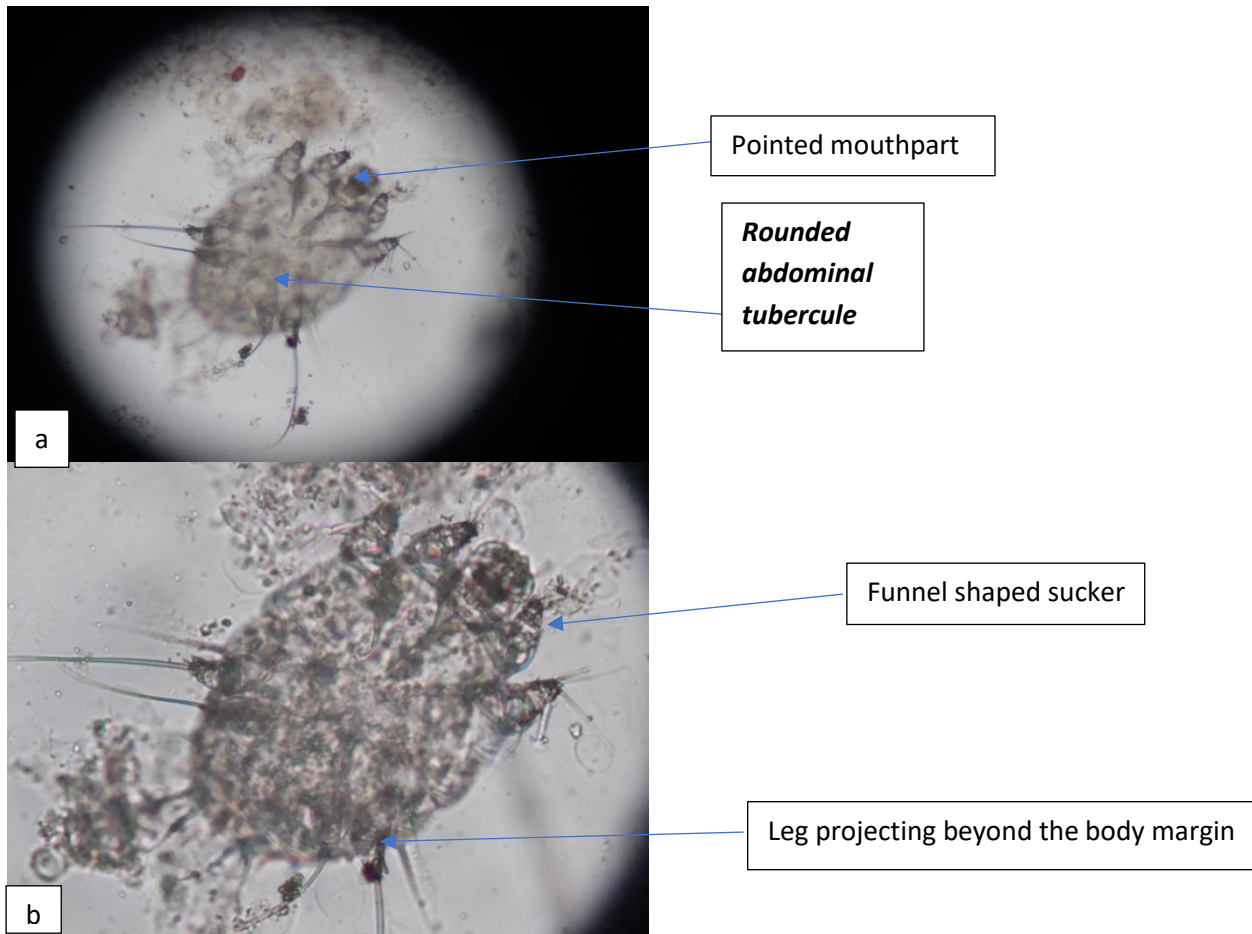 Pointed mouthpart
Rounded
abdominal
tubercule
a
Funnel shaped sucker
Leg projecting beyond the body margin
b